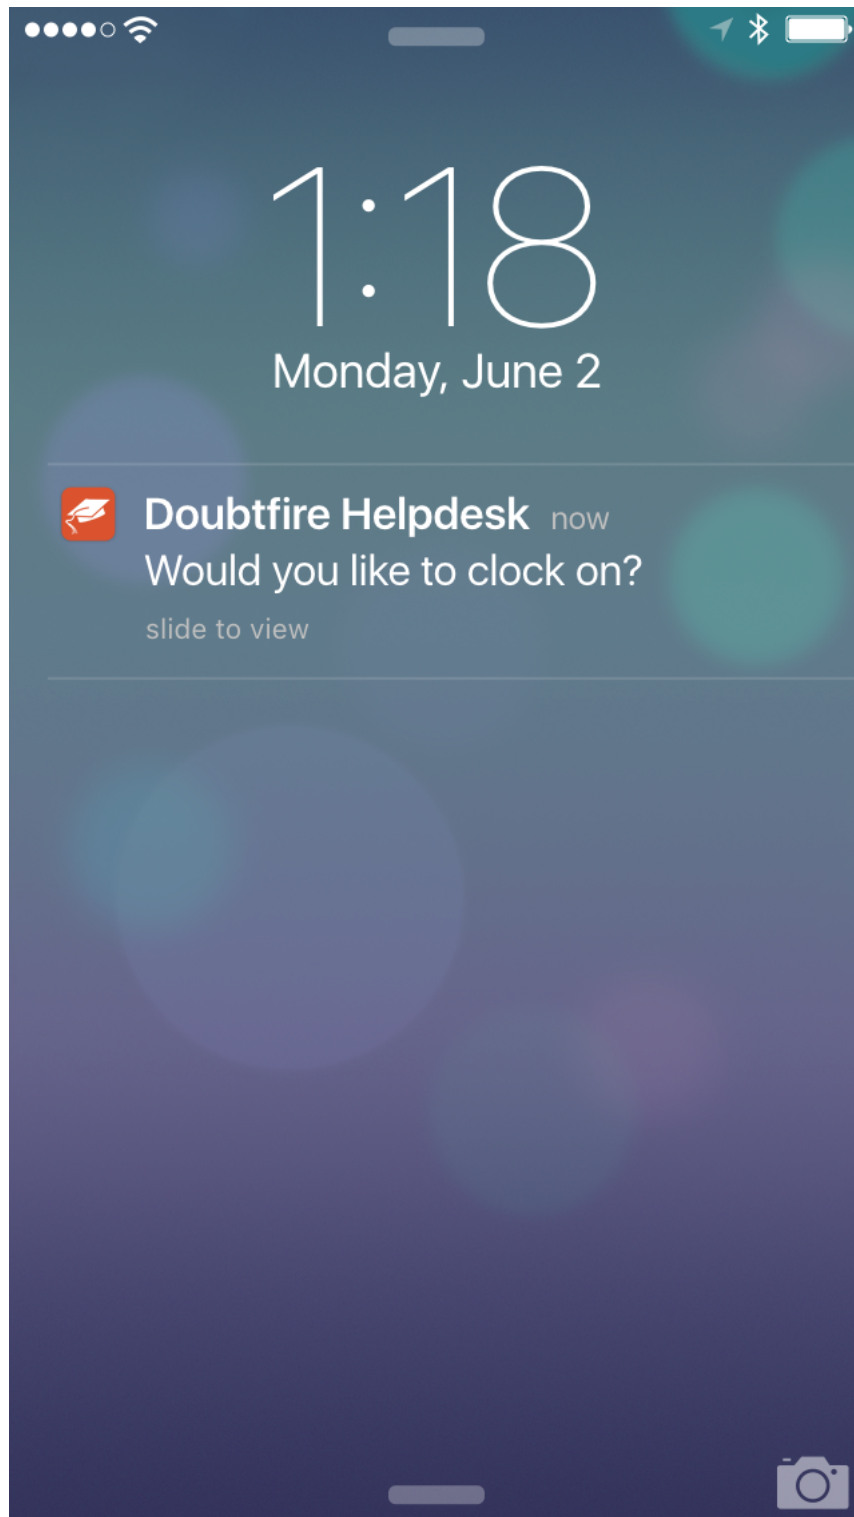 1:18
Monday, June 2
Doubtfire Helpdesk now
Would you like to clock on?
slide to view